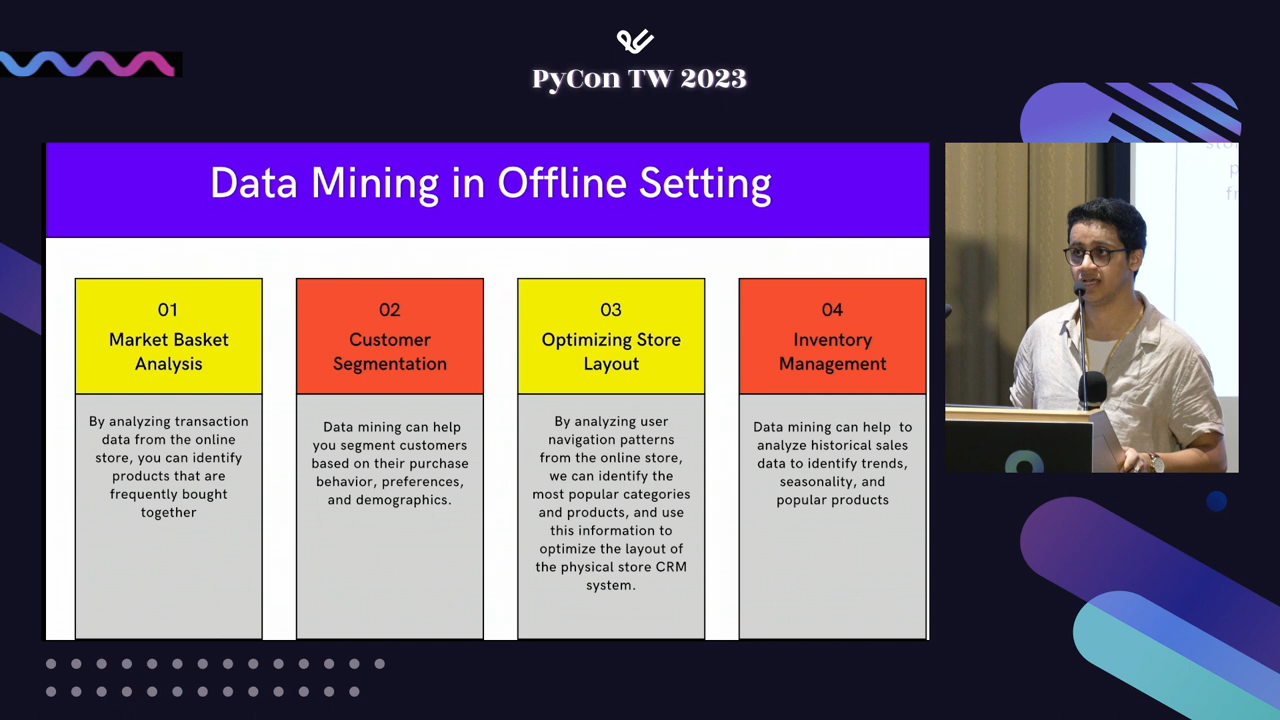 PyCon TW 2023
Data Mining in Offline Setting
01
Market Basket
Analysis
By analyzing transaction
data from the online
store, you can identify
products that are
frequently bought
together
02
Customer
Segmentation
Data mining can help
you segment customers
based on their purchase
behavior, preferences,
and demographics.
03
Optimizing Store
Layout
By analyzing user
navigation patterns
from the online store,
we can identify the
most popular categories
and products, and use
this information to
optimize the layout of
the physical store CRM
system.
04
Inventory
Management
Data mining can help to
analyze historical sales
data to identify trends,
seasonality, and
popular products